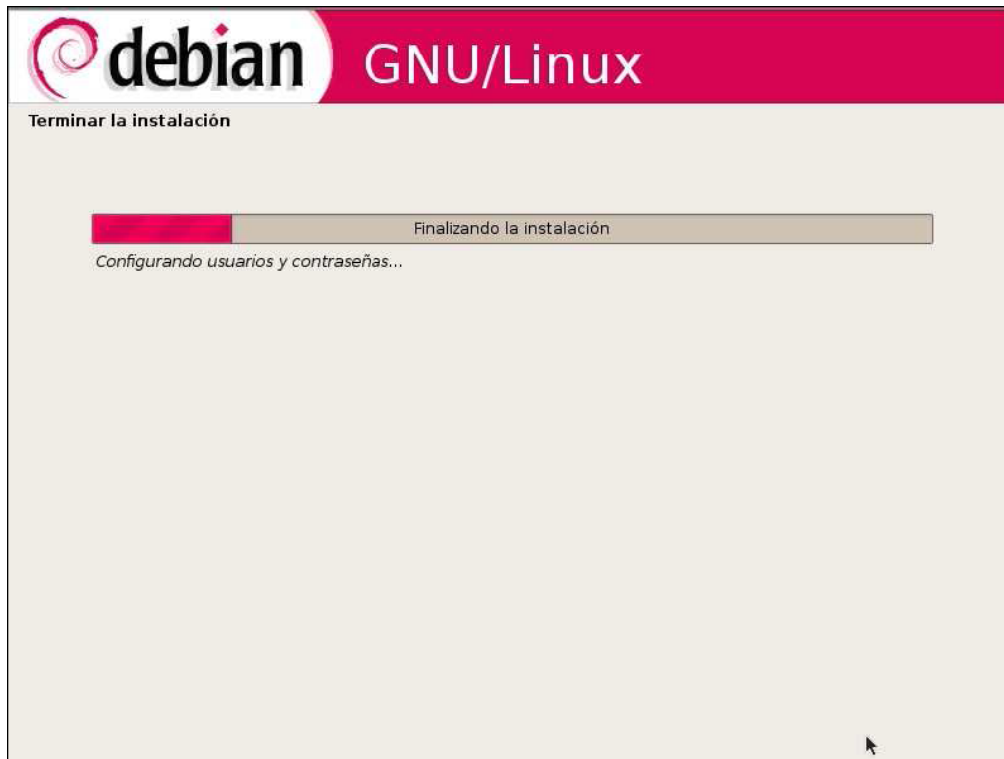 debian GNU/Linux
Terminar la instalación
Finalizando la instalación
Configurando usuarios y contraseñas...